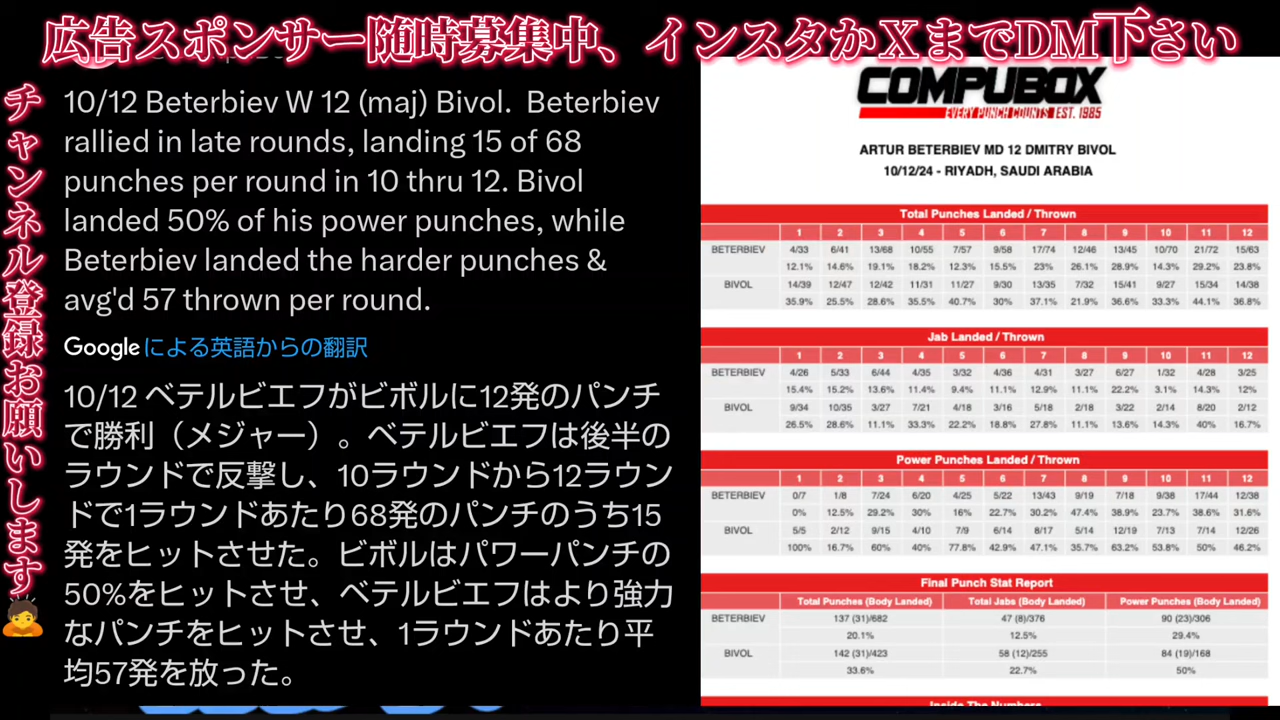 広告スポンサー随時募集中、インスタかXまでDM下さい
チャンネル登録お願いします🙇
10/12 Beterbiev W 12 (maj) Bivol. Beterbiev
rallied in late rounds, landing 15 of 68
punches per round in 10 thru 12. Bivol
landed 50% of his power punches, while
Beterbiev landed the harder punches &
avg'd 57 thrown per round.
Googleによる英語からの翻訳
10/12 ベテルビエフがビボルに12発のパンチ
で勝利（メジャー）。ベテルビエフは後半の
ラウンドで反撃し、10ラウンドから12ラウン
ドで1ラウンドあたり68発のパンチのうち15
発をヒットさせた。ビボルはパワーパンチの
50%をヒットさせ、ベテルビエフはより強力
なパンチをヒットさせ、1ラウンドあたり平
均57発を放った。
COMPUBOX
EVERY PUNCH COUNTS EST. 1985
ARTUR BETERBIEV MD 12 DMITRY BIVOL
10/12/24 - RIYADH, SAUDI ARABIA
Total Punches Landed / Thrown
1 2 3 4 5 6 7 8 9 10 11 12
BETERBIEV 4/33 6/41 13/68 10/55 7/57 9/58 17/74 12/46 13/45 10/70 21/72 15/63
12.1% 14.6% 19.1% 18.2% 12.3% 15.5% 23% 26.1% 28.9% 14.3% 29.2% 23.8%
BIVOL 14/39 12/47 12/42 11/31 11/27 9/30 13/35 7/32 15/41 9/27 15/34 14/38
35.9% 25.5% 28.6% 35.5% 40.7% 30% 37.1% 21.9% 36.6% 33.3% 44.1% 36.8%
Jab Landed / Thrown
1 2 3 4 5 6 7 8 9 10 11 12
BETERBIEV 4/26 5/33 6/44 4/35 3/32 4/36 4/31 3/27 6/27 1/32 4/28 3/25
15.4% 15.2% 13.6% 11.4% 9.4% 11.1% 12.9% 11.1% 22.2% 3.1% 14.3% 12%
BIVOL 9/34 10/35 3/27 7/21 4/18 3/16 5/18 2/18 3/22 2/14 8/20 2/12
26.5% 28.6% 11.1% 33.3% 22.2% 18.8% 27.8% 11.1% 13.6% 14.3% 40% 16.7%
Power Punches Landed / Thrown
1 2 3 4 5 6 7 8 9 10 11 12
BETERBIEV 0/7 1/8 7/24 6/20 4/25 5/22 13/43 9/19 7/18 9/38 17/44 12/38
0% 12.5% 29.2% 30% 16% 22.7% 30.2% 47.4% 38.9% 23.7% 38.6% 31.6%
BIVOL 5/5 2/12 9/15 4/10 7/9 6/14 8/17 5/14 12/19 7/13 7/14 12/26
100% 16.7% 60% 40% 77.8% 42.9% 47.1% 35.7% 63.2% 53.8% 50% 46.2%
Final Punch Stat Report
Total Punches (Body Landed) Total Jabs (Body Landed) Power Punches (Body Landed)
BETERBIEV 137 (31)/682 47 (8)/376 90 (23)/306
20.1% 12.5% 29.4%
BIVOL 142 (31)/423 58 (12)/255 84 (19)/168
33.6% 22.7% 50%
Inside The Numbers